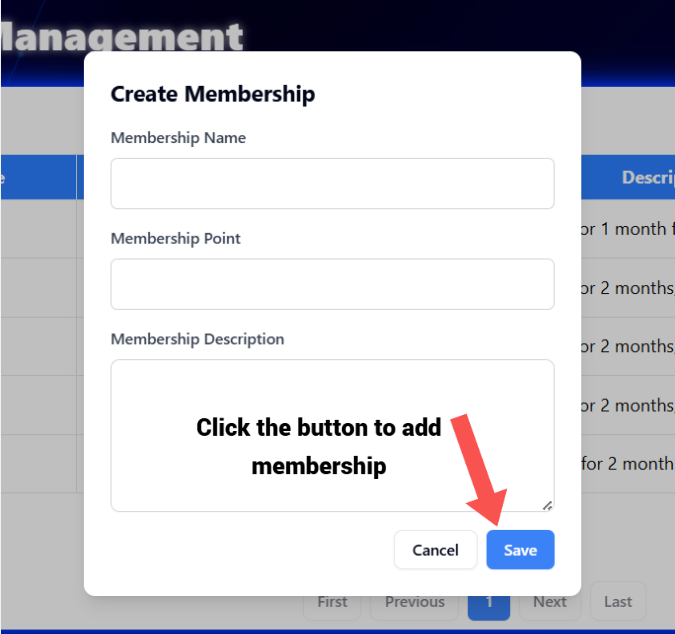 Management
Create Membership
Membership Name
Membership Point
Membership Description
Click the button to add
membership
Cancel
Save
e
Descri
or 1 month f
or 2 months,
or 2 months,
or 2 months,
for 2 month
First
Previous
1
Next
Last